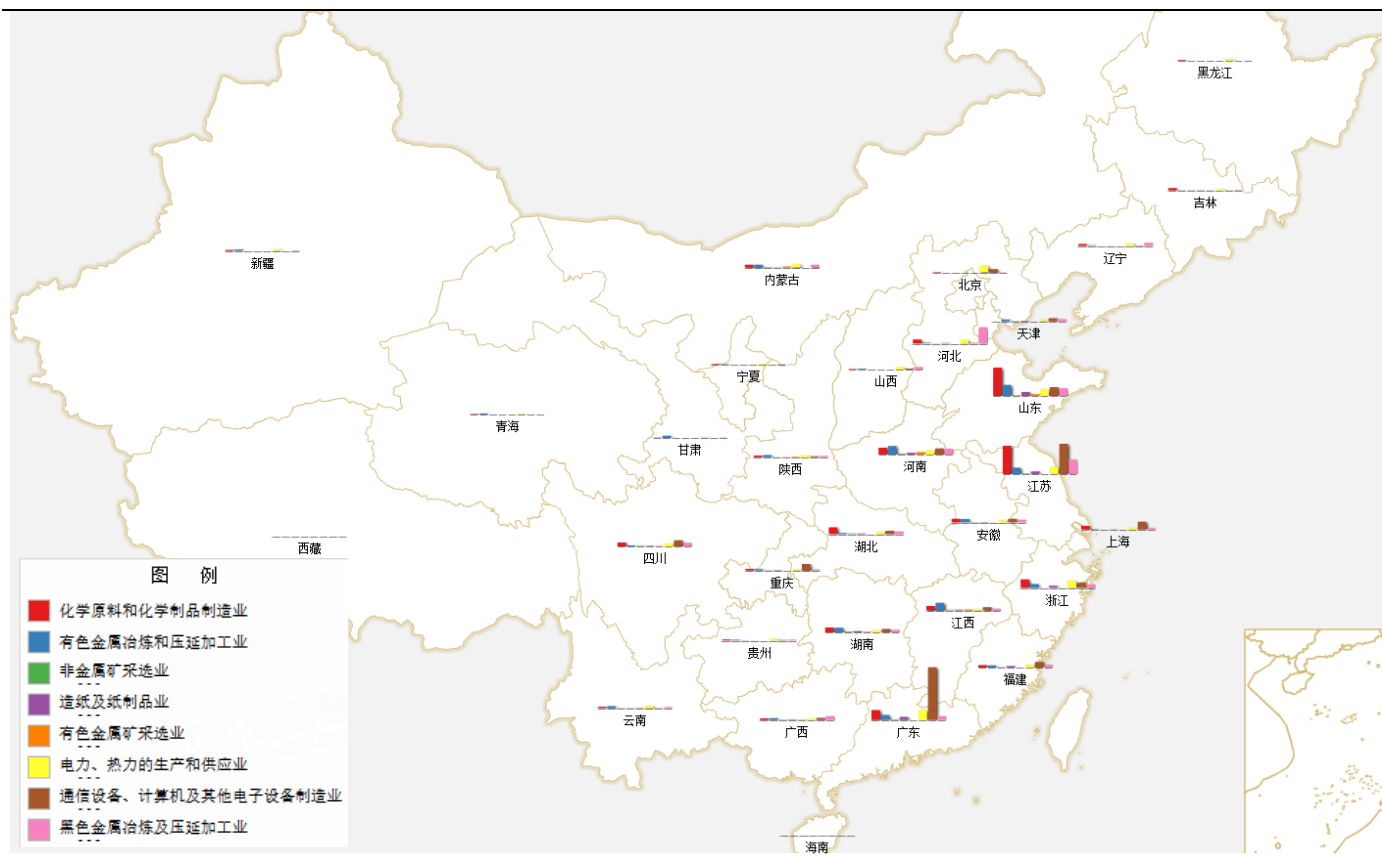 黑龙江
吉林
辽宁
新疆
内蒙古
北京
天津
河北
宁夏
山西
山东
青海
甘肃
陕西
河南
江苏
西藏
四川
湖北
安徽
上海
重庆
浙江
江西
贵州
湖南
福建
云南
广西
广东
海南
图 例
化学原料和化学制品制造业
有色金属冶炼和压延加工业
非金属矿采选业
造纸及纸制品业
有色金属矿采选业
电力、热力的生产和供应业
通信设备、计算机及其他电子设备制造业
黑色金属冶炼及压延加工业